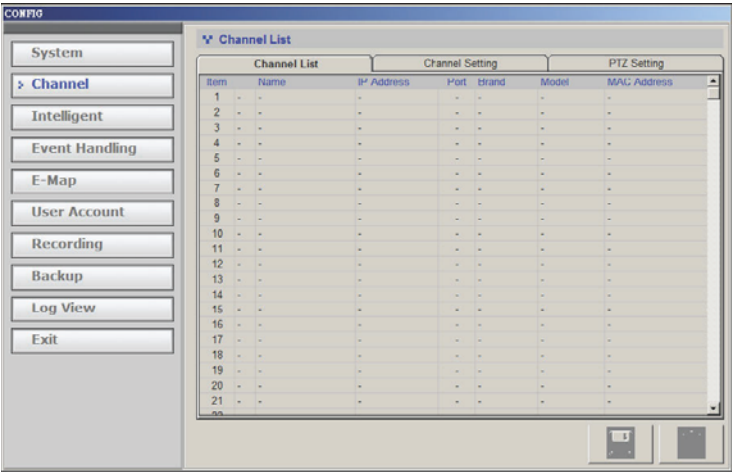 CONFIG
System
> Channel
Intelligent
Event Handling
E-Map
User Account
Recording
Backup
Log View
Exit
Channel List
Channel List Channel Setting PTZ Setting
Item Name IP Address Port Brand Model MAC Address
1 - - - - - - -
2 - - - - - - -
3 - - - - - - -
4 - - - - - - -
5 - - - - - - -
6 - - - - - - -
7 - - - - - - -
8 - - - - - - -
9 - - - - - - -
10 - - - - - - -
11 - - - - - - -
12 - - - - - - -
13 - - - - - - -
14 - - - - - - -
15 - - - - - - -
16 - - - - - - -
17 - - - - - - -
18 - - - - - - -
19 - - - - - - -
20 - - - - - - -
21 - - - - - - -